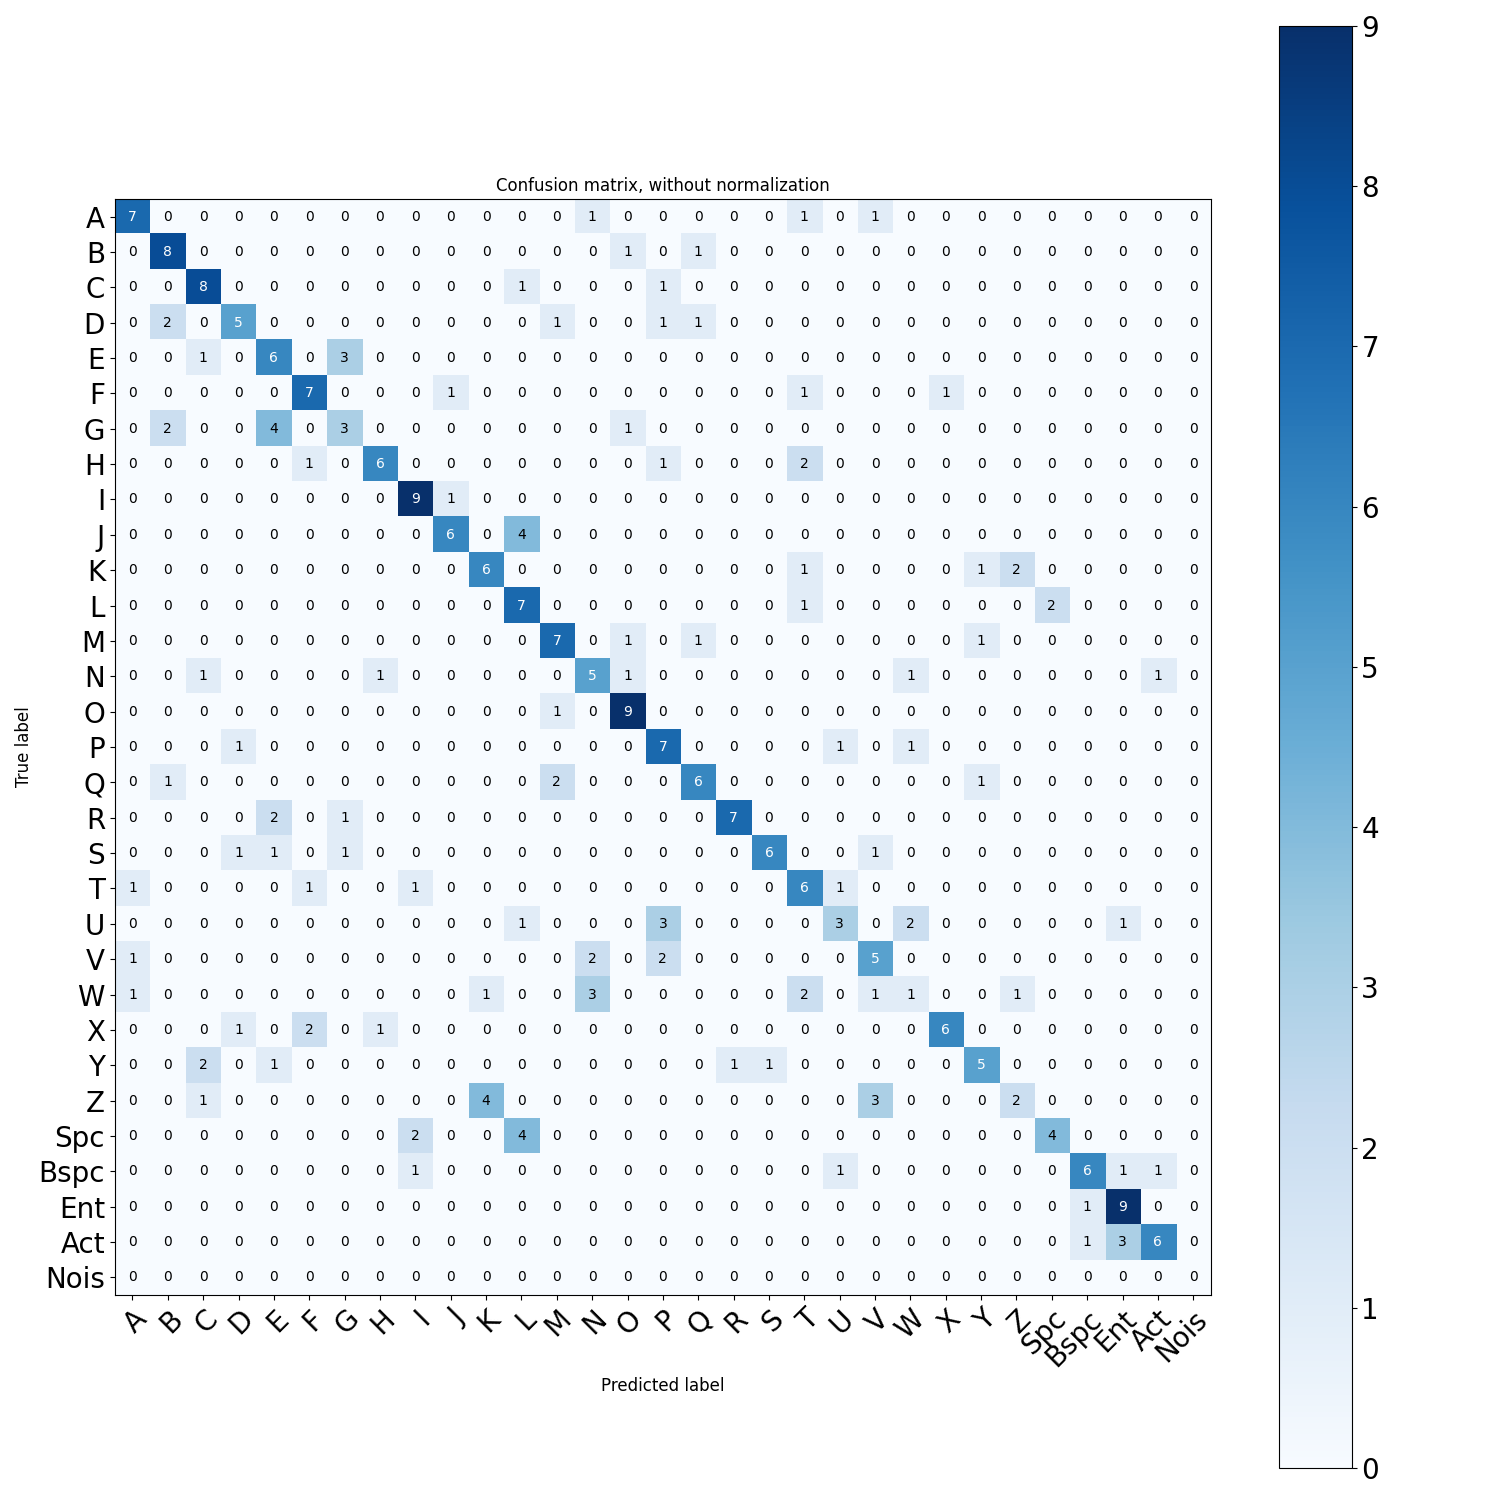 Confusion matrix, without normalization
A 7 0 0 0 0 0 0 0 0 0 0 0 0 1 0 0 0 0 0 1 0 1 0 0 0 0 0 0 0 0 0
B 0 8 0 0 0 0 0 0 0 0 0 0 0 0 1 0 1 0 0 0 0 0 0 0 0 0 0 0 0 0 0
C 0 0 8 0 0 0 0 0 0 0 0 1 0 0 0 1 0 0 0 0 0 0 0 0 0 0 0 0 0 0 0
D 0 2 0 5 0 0 0 0 0 0 0 0 1 0 0 1 1 0 0 0 0 0 0 0 0 0 0 0 0 0 0
E 0 0 1 0 6 0 3 0 0 0 0 0 0 0 0 0 0 0 0 0 0 0 0 0 0 0 0 0 0 0 0
F 0 0 0 0 0 7 0 0 0 1 0 0 0 0 0 0 0 0 0 1 0 0 0 1 0 0 0 0 0 0 0
G 0 2 0 0 4 0 3 0 0 0 0 0 0 0 1 0 0 0 0 0 0 0 0 0 0 0 0 0 0 0 0
H 0 0 0 0 0 1 0 6 0 0 0 0 0 0 0 1 0 0 0 2 0 0 0 0 0 0 0 0 0 0 0
I 0 0 0 0 0 0 0 0 9 1 0 0 0 0 0 0 0 0 0 0 0 0 0 0 0 0 0 0 0 0 0
J 0 0 0 0 0 0 0 0 0 6 0 4 0 0 0 0 0 0 0 0 0 0 0 0 0 0 0 0 0 0 0
K 0 0 0 0 0 0 0 0 0 0 6 0 0 0 0 0 0 0 0 1 0 0 0 0 1 2 0 0 0 0 0
L 0 0 0 0 0 0 0 0 0 0 0 7 0 0 0 0 0 0 0 1 0 0 0 0 0 0 2 0 0 0 0
M 0 0 0 0 0 0 0 0 0 0 0 0 7 0 1 0 1 0 0 0 0 0 0 0 1 0 0 0 0 0 0
N 0 0 1 0 0 0 0 1 0 0 0 0 0 5 1 0 0 0 0 0 0 0 1 0 0 0 0 0 0 1 0
O 0 0 0 0 0 0 0 0 0 0 0 0 1 0 9 0 0 0 0 0 0 0 0 0 0 0 0 0 0 0 0
P 0 0 0 1 0 0 0 0 0 0 0 0 0 0 0 7 0 0 0 0 1 0 1 0 0 0 0 0 0 0 0
Q 0 1 0 0 0 0 0 0 0 0 0 0 2 0 0 0 6 0 0 0 0 0 0 0 1 0 0 0 0 0 0
R 0 0 0 0 2 0 1 0 0 0 0 0 0 0 0 0 0 7 0 0 0 0 0 0 0 0 0 0 0 0 0
S 0 0 0 1 1 0 1 0 0 0 0 0 0 0 0 0 0 0 6 0 0 1 0 0 0 0 0 0 0 0 0
T 1 0 0 0 0 1 0 0 1 0 0 0 0 0 0 0 0 0 0 6 1 0 0 0 0 0 0 0 0 0 0
U 0 0 0 0 0 0 0 0 0 0 0 1 0 0 0 3 0 0 0 0 3 0 2 0 0 0 0 0 1 0 0
V 1 0 0 0 0 0 0 0 0 0 0 0 0 2 0 2 0 0 0 0 0 5 0 0 0 0 0 0 0 0 0
W 1 0 0 0 0 0 0 0 0 0 1 0 0 3 0 0 0 0 0 2 0 1 1 0 0 1 0 0 0 0 0
X 0 0 0 1 0 2 0 1 0 0 0 0 0 0 0 0 0 0 0 0 0 0 0 6 0 0 0 0 0 0 0
Y 0 0 2 0 1 0 0 0 0 0 0 0 0 0 0 0 0 1 1 0 0 0 0 0 5 0 0 0 0 0 0
Z 0 0 1 0 0 0 0 0 0 0 4 0 0 0 0 0 0 0 0 0 0 3 0 0 0 2 0 0 0 0 0
Spc 0 0 0 0 0 0 0 0 2 0 0 4 0 0 0 0 0 0 0 0 0 0 0 0 0 0 4 0 0 0 0
Bspc 0 0 0 0 0 0 0 0 1 0 0 0 0 0 0 0 0 0 0 0 1 0 0 0 0 0 0 6 1 1 0
Ent 0 0 0 0 0 0 0 0 0 0 0 0 0 0 0 0 0 0 0 0 0 0 0 0 0 0 0 1 9 0 0
Act 0 0 0 0 0 0 0 0 0 0 0 0 0 0 0 0 0 0 0 0 0 0 0 0 0 0 0 1 3 6 0
Nois 0 0 0 0 0 0 0 0 0 0 0 0 0 0 0 0 0 0 0 0 0 0 0 0 0 0 0 0 0 0 0
A B C D E F G H I J K L M N O P Q R S T U V W X Y Z Spc Bspc Ent Act Nois
Predicted label
True label
9
8
7
6
5
4
3
2
1
0